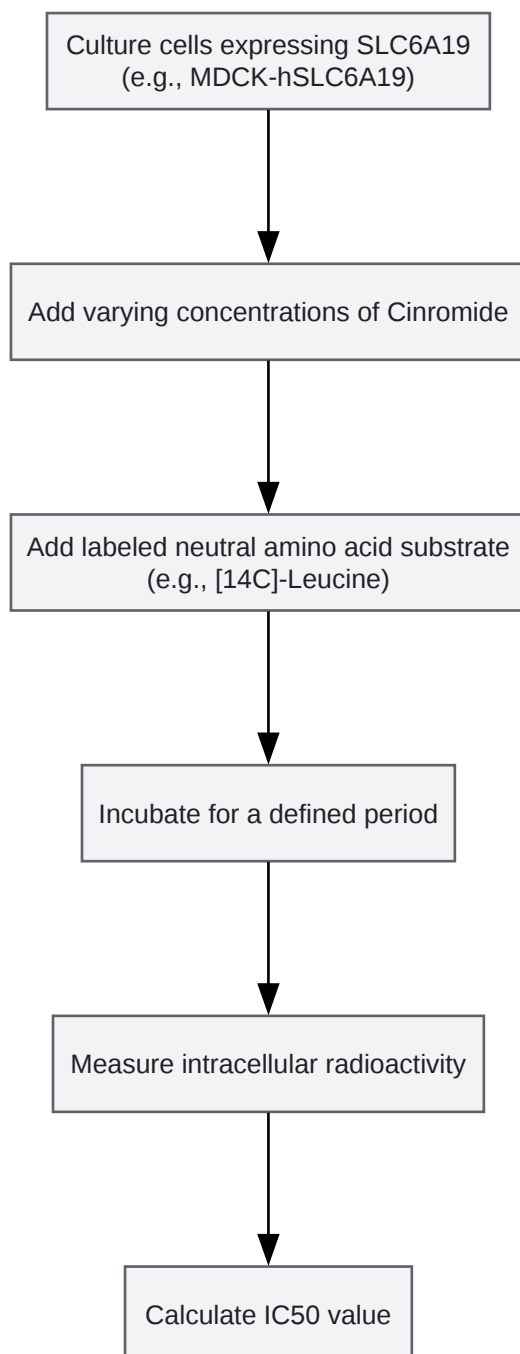 Culture cells expressing SLC6A19
(e.g., MDCK-hSLC6A19)
Add varying concentrations of Cinromide
Add labeled neutral amino acid substrate
(e.g., [14C]-Leucine)
Incubate for a defined period
Measure intracellular radioactivity
Calculate IC50 value